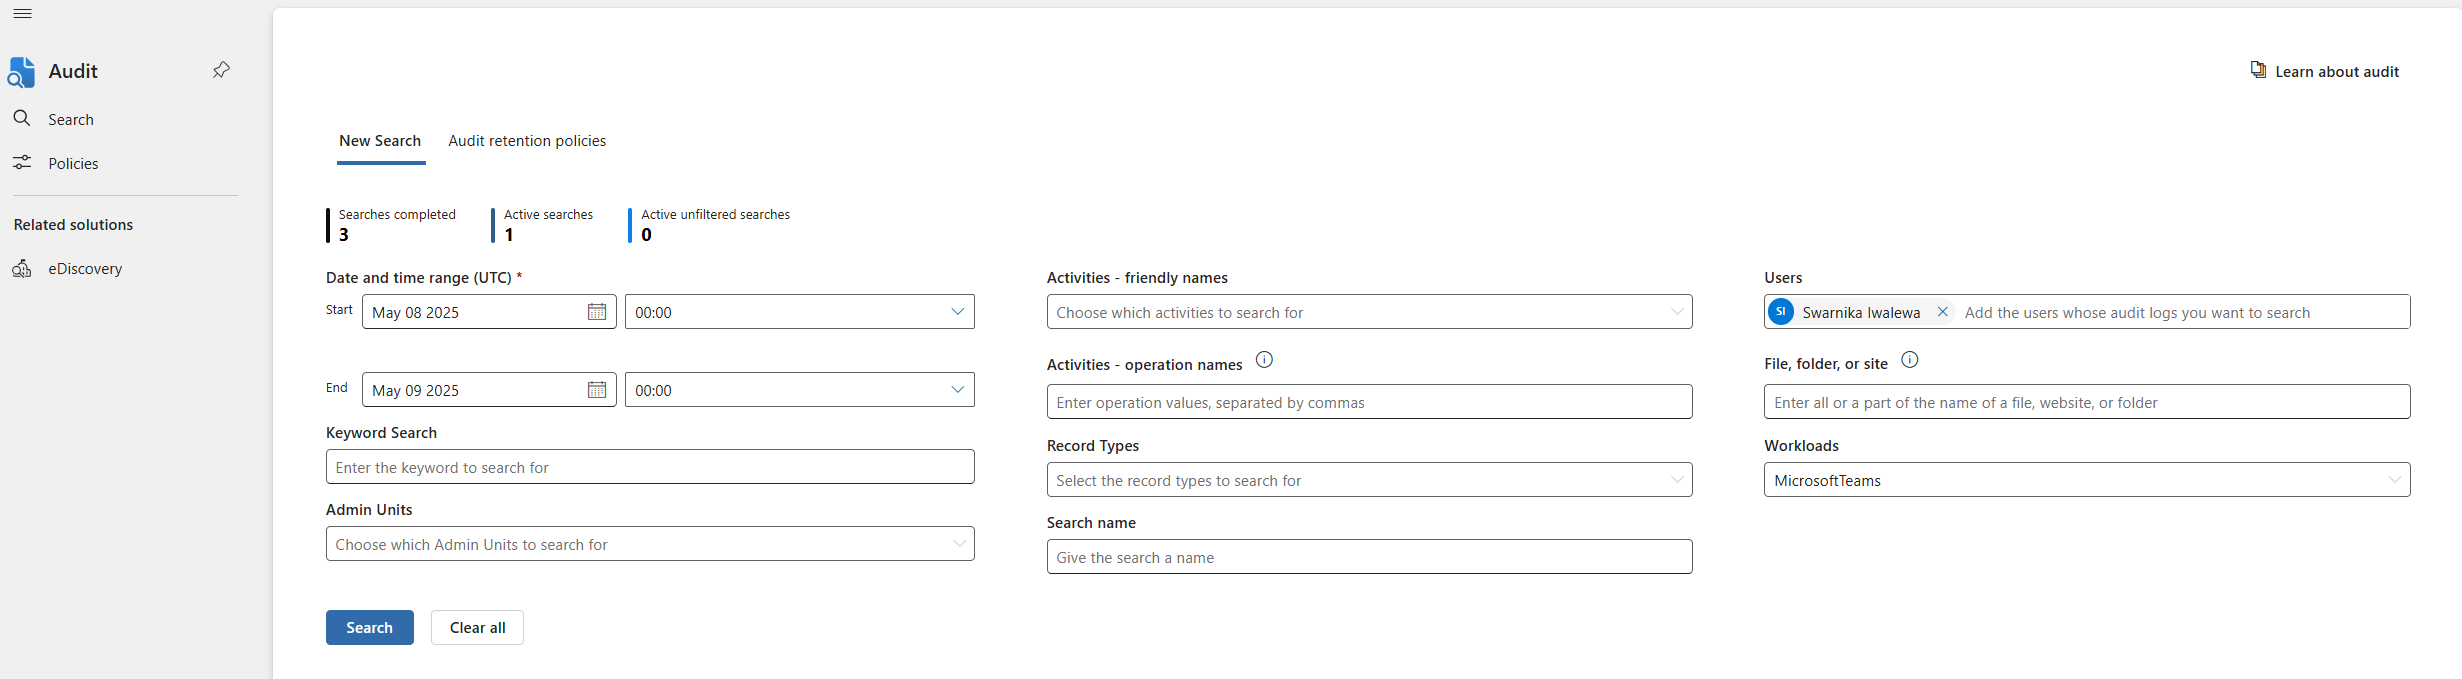 Audit
Search
Policies
Related solutions
eDiscovery
Learn about audit
New Search
Audit retention policies
Searches completed
3
Active searches
1
Active unfiltered searches
0
Date and time range (UTC) *
Start
May 08 2025
00:00
End
May 09 2025
00:00
Keyword Search
Enter the keyword to search for
Admin Units
Choose which Admin Units to search for
Activities - friendly names
Choose which activities to search for
Activities - operation names
Enter operation values, separated by commas
Record Types
Select the record types to search for
Search name
Give the search a name
Users
SI Swarnika Iwalewa Add the users whose audit logs you want to search
File, folder, or site
Enter all or a part of the name of a file, website, or folder
Workloads
MicrosoftTeams
Search
Clear all